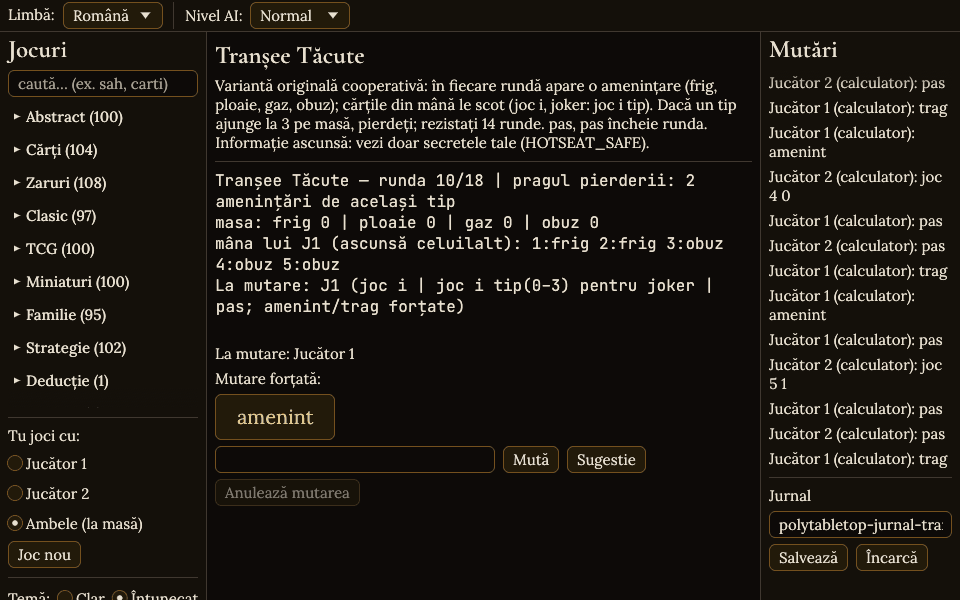 Limbă: Română ▼ Nivel AI: Normal ▼
Jocuri
caută... (ex. sah, carti)
▸ Abstract (100)
▸ Cărți (104)
▸ Zaruri (108)
▸ Clasic (97)
▸ TCG (100)
▸ Miniaturi (100)
▸ Familie (95)
▸ Strategie (102)
▸ Deducție (1)
Tu joci cu:
Jucător 1
Jucător 2
Ambele (la masă)
Joc nou
Temă: Clar Întunecat
Tranșee Tăcute
Variantă originală cooperativă: în fiecare rundă apare o amenințare (frig,
ploaie, gaz, obuz); cărțile din mână le scot (joc i, joker: joc i tip). Dacă un tip
ajunge la 3 pe masă, pierdeți; rezistați 14 runde. pas, pas încheie runda.
Informație ascunsă: vezi doar secretele tale (HOTSEAT_SAFE).
Tranșee Tăcute — runda 10/18 | pragul pierderii: 2
amenințări de același tip
masa: frig 0 | ploaie 0 | gaz 0 | obuz 0
mâna lui J1 (ascunsă celuilalt): 1:frig 2:frig 3:obuz
4:obuz 5:obuz
La mutare: J1 (joc i | joc i tip(0–3) pentru joker |
pas; amenint/trag forțate)
La mutare: Jucător 1
Mutare forțată:
amenint
Mută Sugestie
Anulează mutarea
Mutări
Jucător 2 (calculator): pas
Jucător 1 (calculator): trag
Jucător 1 (calculator):
amenint
Jucător 2 (calculator): joc
4 0
Jucător 1 (calculator): pas
Jucător 2 (calculator): pas
Jucător 1 (calculator): trag
Jucător 1 (calculator):
amenint
Jucător 1 (calculator): pas
Jucător 2 (calculator): joc
5 1
Jucător 1 (calculator): pas
Jucător 2 (calculator): pas
Jucător 1 (calculator): trag
Jurnal
polytabletop-jurnal-tra
Salvează Încarcă